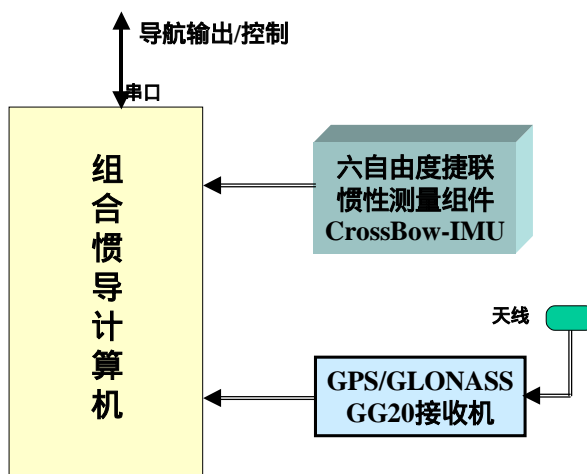 导航输出/控制
串口
组合惯导计算机
六自由度捷联
惯性测量组件
CrossBow-IMU
天线
GPS/GLONASS
GG20接收机